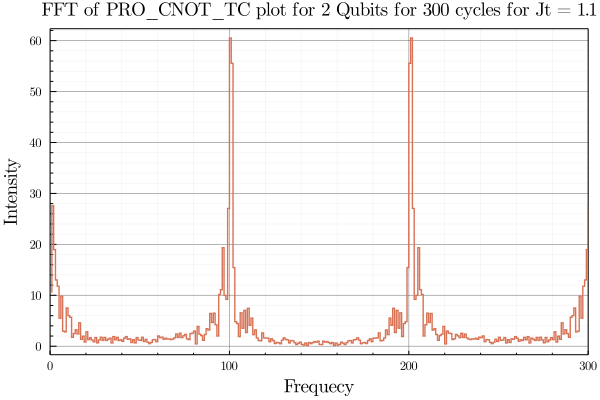 FFT of PRO_CNOT_TC plot for 2 Qubits for 300 cycles for Jt = 1.1
60
50
40
30
20
10
0
Intensity
0 100 200 300
Frequecy